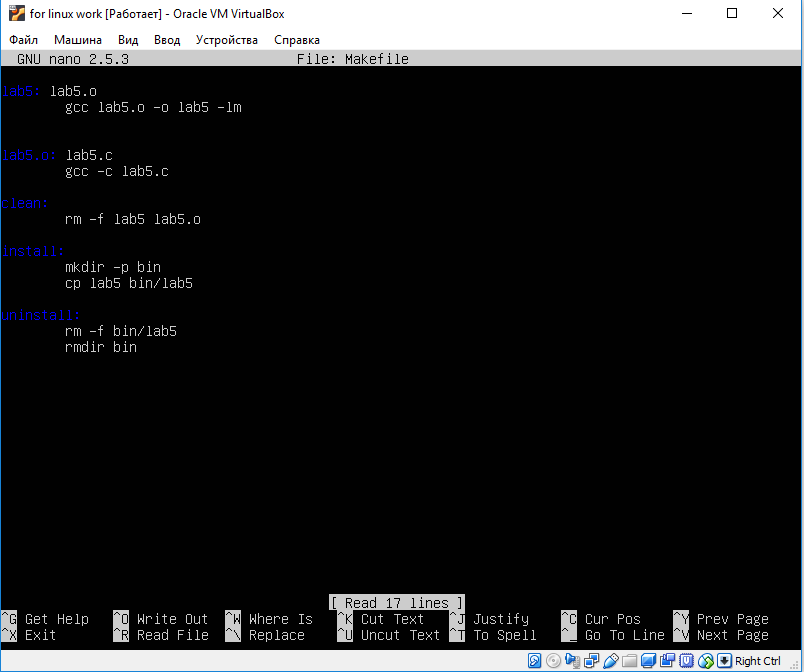 for linux work [Работает] - Oracle VM VirtualBox
Файл Машина Вид Ввод Устройства Справка
GNU nano 2.5.3 File: Makefile
lab5: lab5.o
gcc lab5.o -o lab5 -lm
lab5.o: lab5.c
gcc -c lab5.c
clean:
rm -f lab5 lab5.o
install:
mkdir -p bin
cp lab5 bin/lab5
uninstall:
rm -f bin/lab5
rmdir bin
[ Read 17 lines ]
^G Get Help ^O Write Out ^W Where Is ^K Cut Text ^J Justify ^C Cur Pos ^Y Prev Page
^X Exit ^R Read File ^\ Replace ^U Uncut Text ^T To Spell ^_ Go To Line ^V Next Page
Right Ctrl